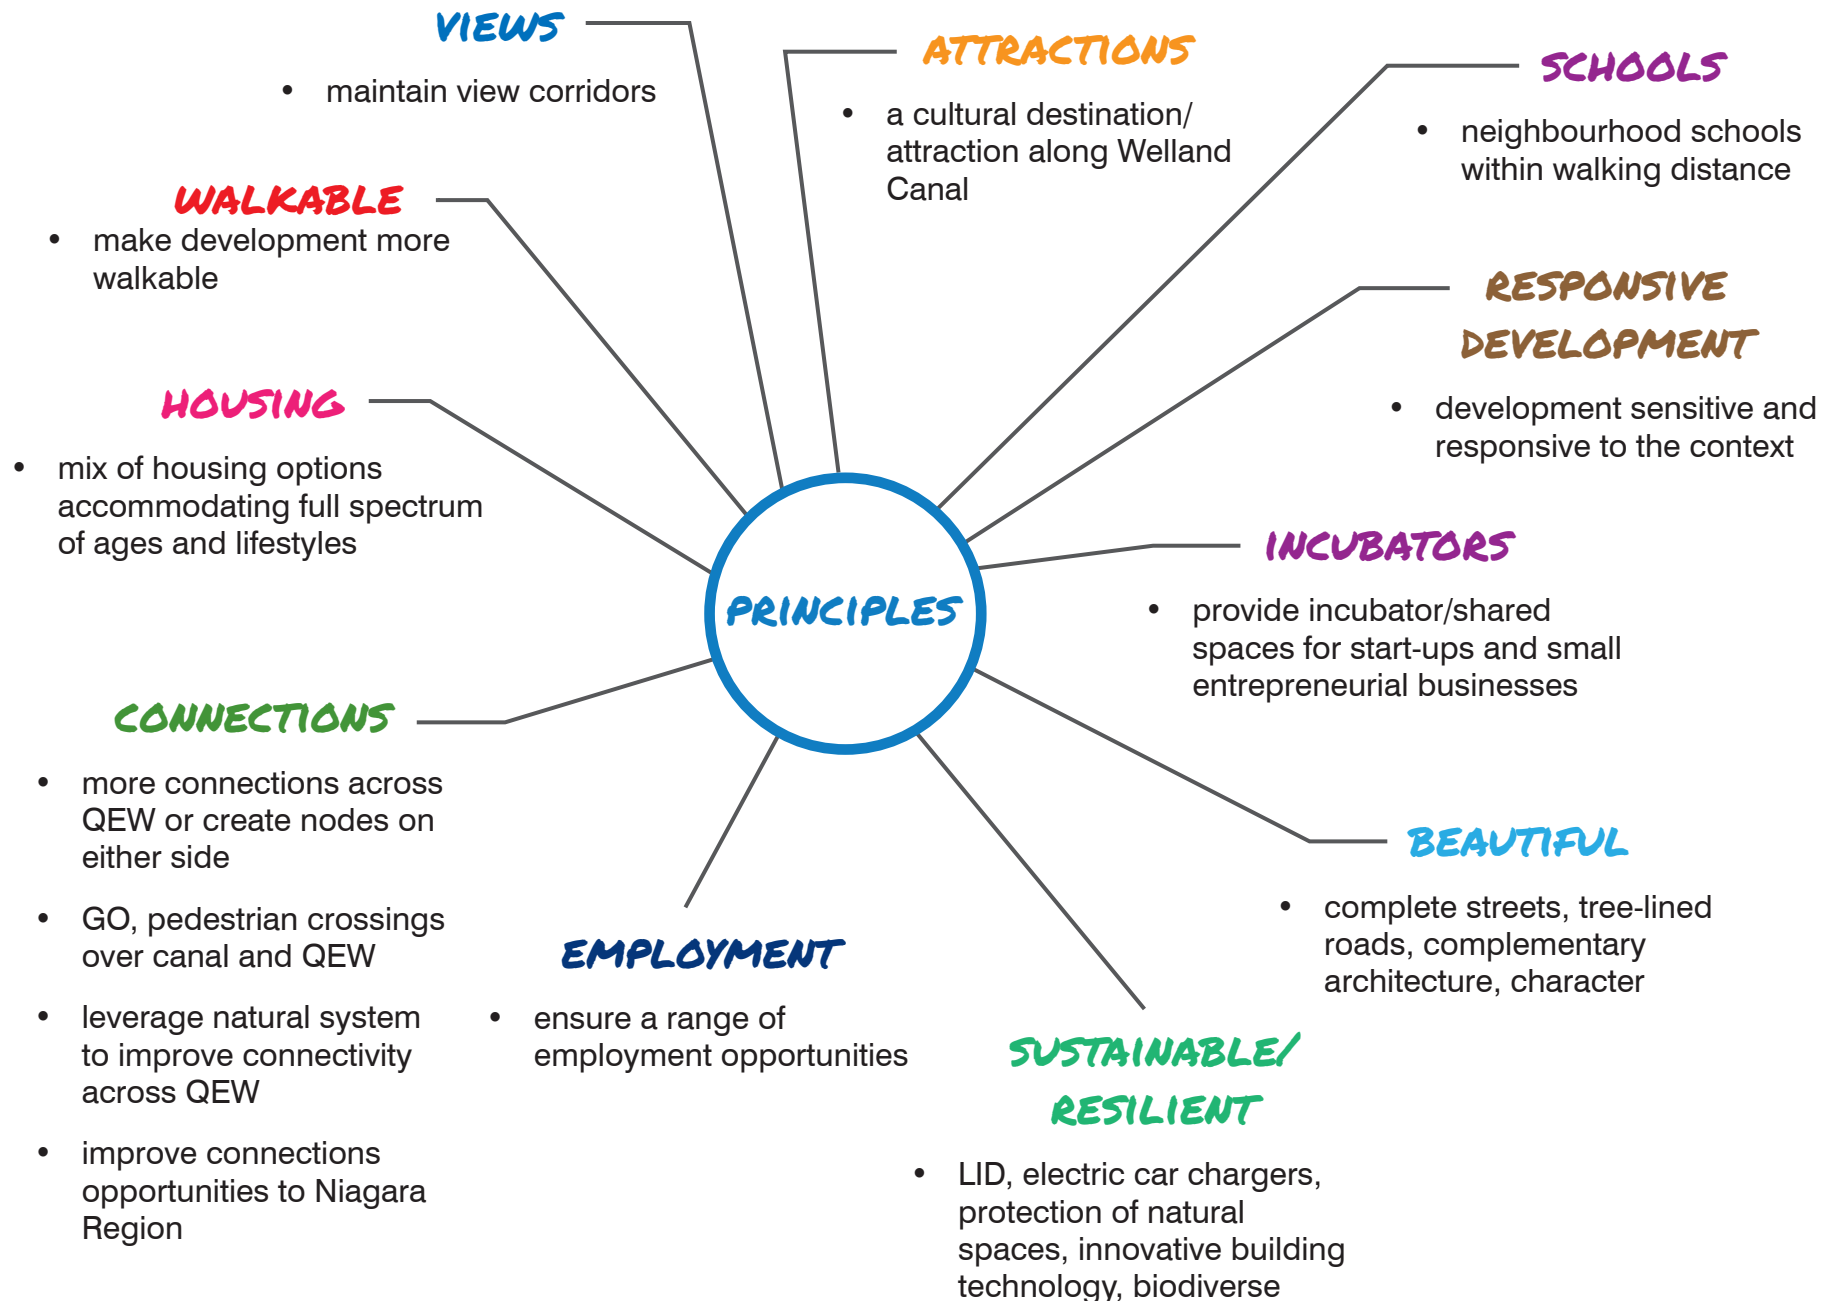 VIEWS
• maintain view corridors
ATTRACTIONS
• a cultural destination/
attraction along Welland
Canal
SCHOOLS
• neighbourhood schools
within walking distance
WALKABLE
• make development more
walkable
RESPONSIVE
DEVELOPMENT
• development sensitive and
responsive to the context
HOUSING
• mix of housing options
accommodating full spectrum
of ages and lifestyles
INCUBATORS
• provide incubator/shared
spaces for start-ups and small
entrepreneurial businesses
PRINCIPLES
CONNECTIONS
• more connections across
QEW or create nodes on
either side
• GO, pedestrian crossings
over canal and QEW
• leverage natural system
to improve connectivity
across QEW
• improve connections
opportunities to Niagara
Region
EMPLOYMENT
• ensure a range of
employment opportunities
BEAUTIFUL
• complete streets, tree-lined
roads, complementary
architecture, character
SUSTAINABLE/
RESILIENT
• LID, electric car chargers,
protection of natural
spaces, innovative building
technology, biodiverse